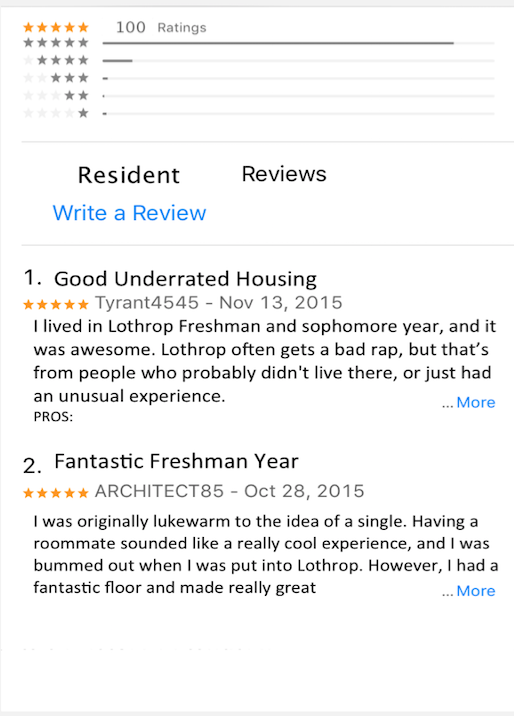 100 Ratings
Resident Reviews
Write a Review
1. Good Underrated Housing
Tyrant4545 - Nov 13, 2015
I lived in Lothrop Freshman and sophomore year, and it
was awesome. Lothrop often gets a bad rap, but that’s
from people who probably didn't live there, or just had
an unusual experience.
...More
PROS:
2. Fantastic Freshman Year
ARCHITECT85 - Oct 28, 2015
I was originally lukewarm to the idea of a single. Having a
roommate sounded like a really cool experience, and I was
bummed out when I was put into Lothrop. However, I had a
fantastic floor and made really great
...More